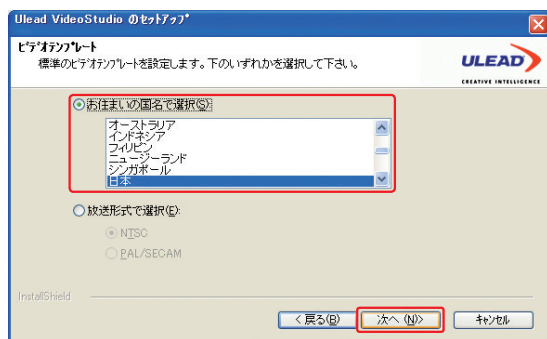 Ulead VideoStudio のセットアップ
ビデオテンプレート
標準のビデオテンプレートを設定します。下のいずれかを選択して下さい。
ULEAD
CREATIVE INTELLIGENCE
お住まいの国名で選択(S):
オーストラリア
インドネシア
フィリピン
ニュージーランド
シンガポール
日本
放送形式で選択(F):
NTSC
PAL/SECAM
InstallShield
< 戻る(B)
次へ (N)>
キャンセル